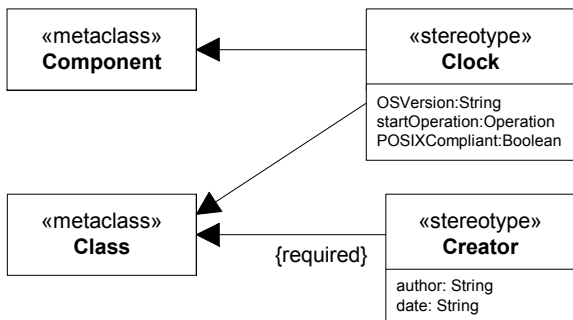 «metaclass»
Component
«stereotype»
Clock
OSVersion:String
startOperation:Operation
POSIXCompliant:Boolean
«metaclass»
Class
{required}
«stereotype»
Creator
author: String
date: String